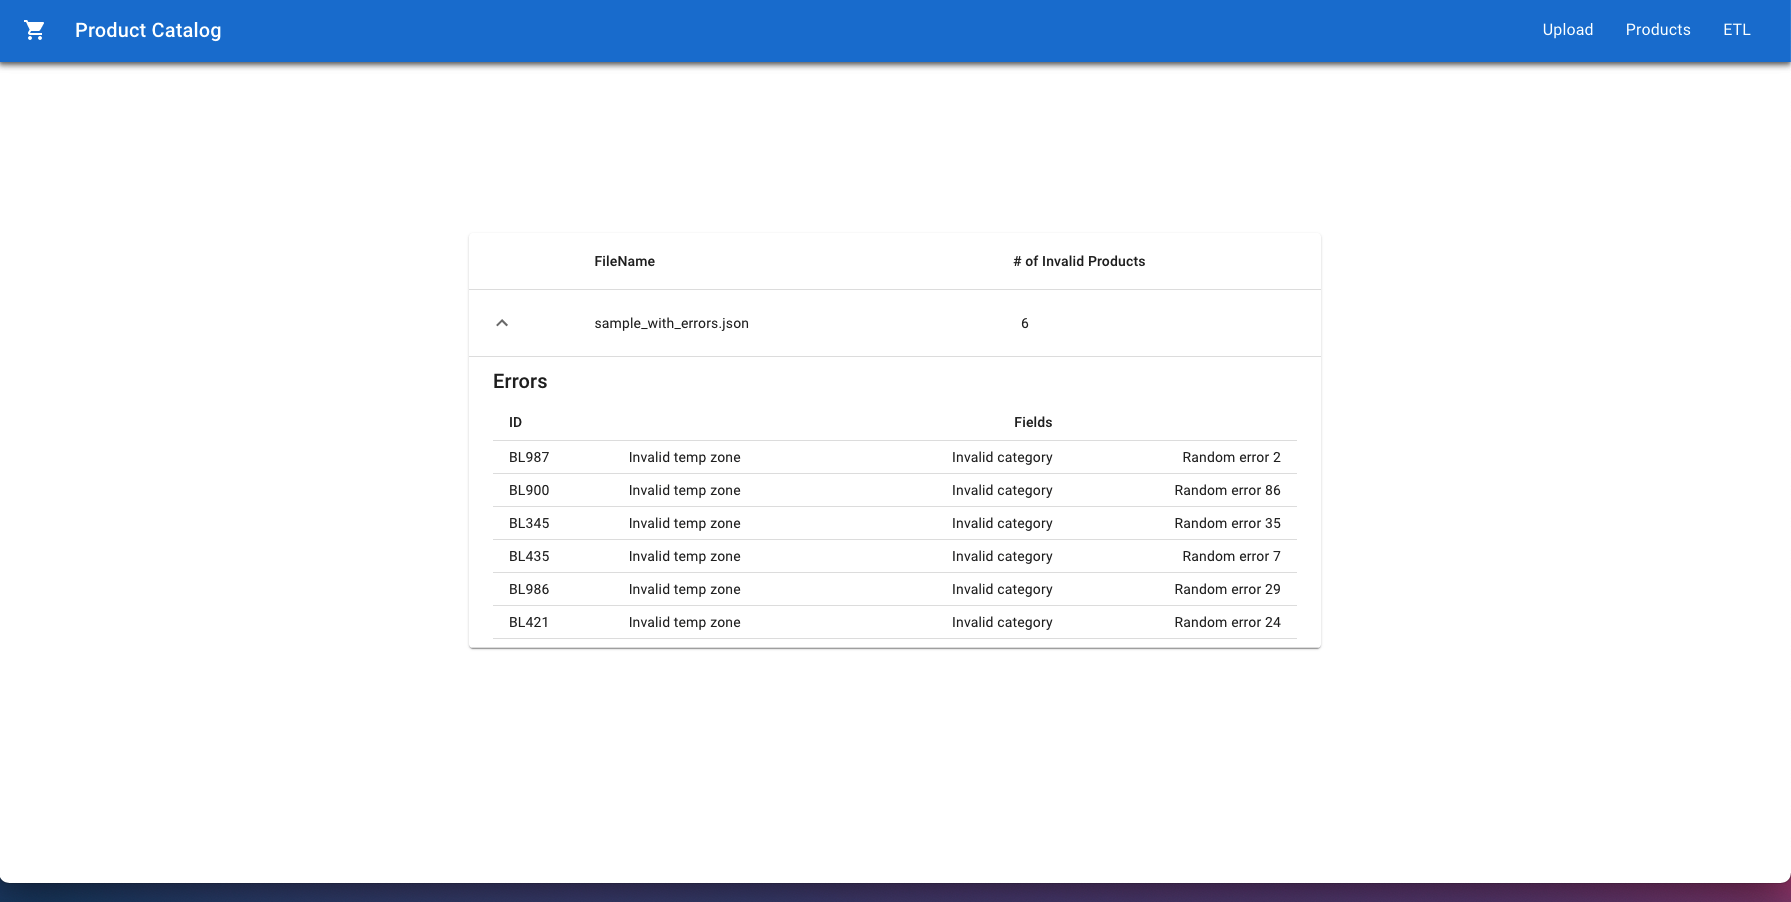 Product Catalog Upload Products ETL
FileName # of Invalid Products
sample_with_errors.json 6
Errors
ID Fields
BL987 Invalid temp zone Invalid category Random error 2
BL900 Invalid temp zone Invalid category Random error 86
BL345 Invalid temp zone Invalid category Random error 35
BL435 Invalid temp zone Invalid category Random error 7
BL986 Invalid temp zone Invalid category Random error 29
BL421 Invalid temp zone Invalid category Random error 24